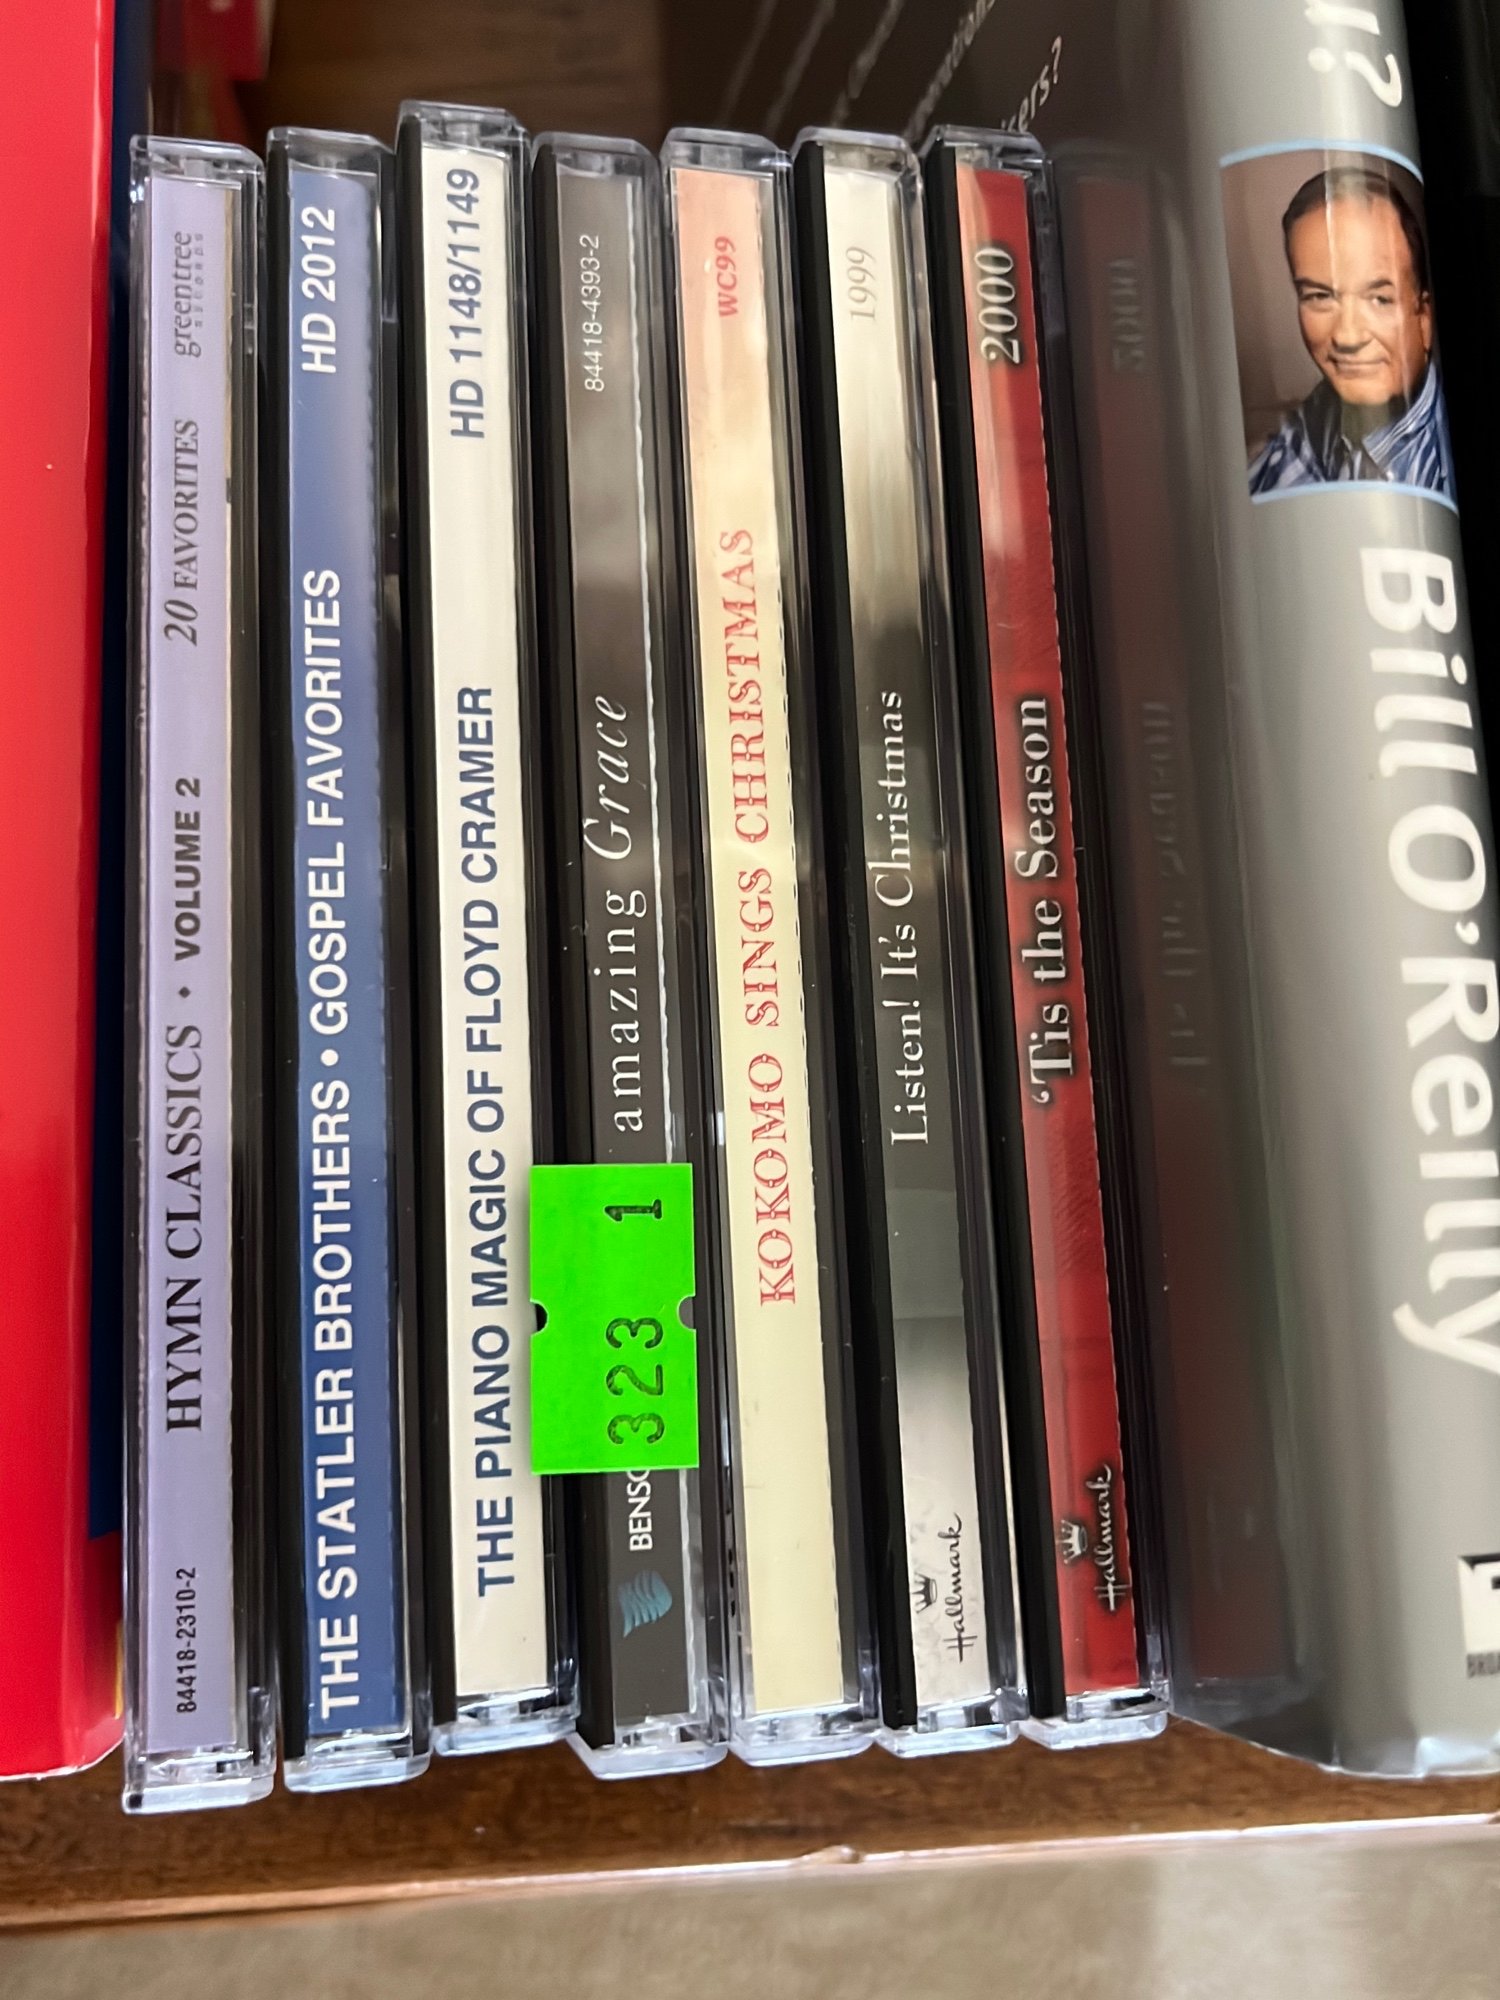 84418-2310-2 HYMN CLASSICS • VOLUME 2 20 FAVORITES greentree RECORDS
THE STATLER BROTHERS • GOSPEL FAVORITES HD 2012
THE PIANO MAGIC OF FLOYD CRAMER HD 1148/1149
BENSO
amazing Grace 84418-4393-2
323 1
KOKOMO SINGS CHRISTMAS WC99
Hallmark Listen! It's Christmas 1999
Hallmark 'Tis the Season 2000
Bill O'Reilly